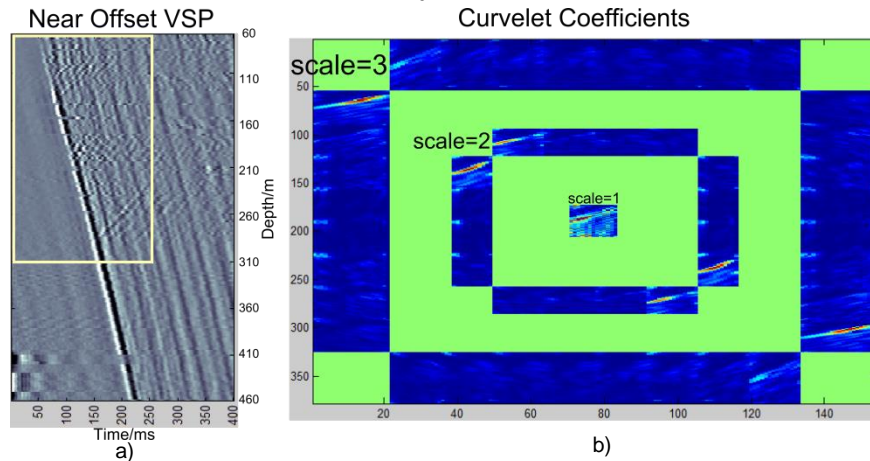 Near Offset VSP
60
110
160
210
260
310
360
410
460
Depth/m
50 100 150 200 250 300 350 400
Time/ms
a)
Curvelet Coefficients
scale=3
scale=2
scale=1
50
100
150
200
250
300
350
20 40 60 80 100 120 140
b)